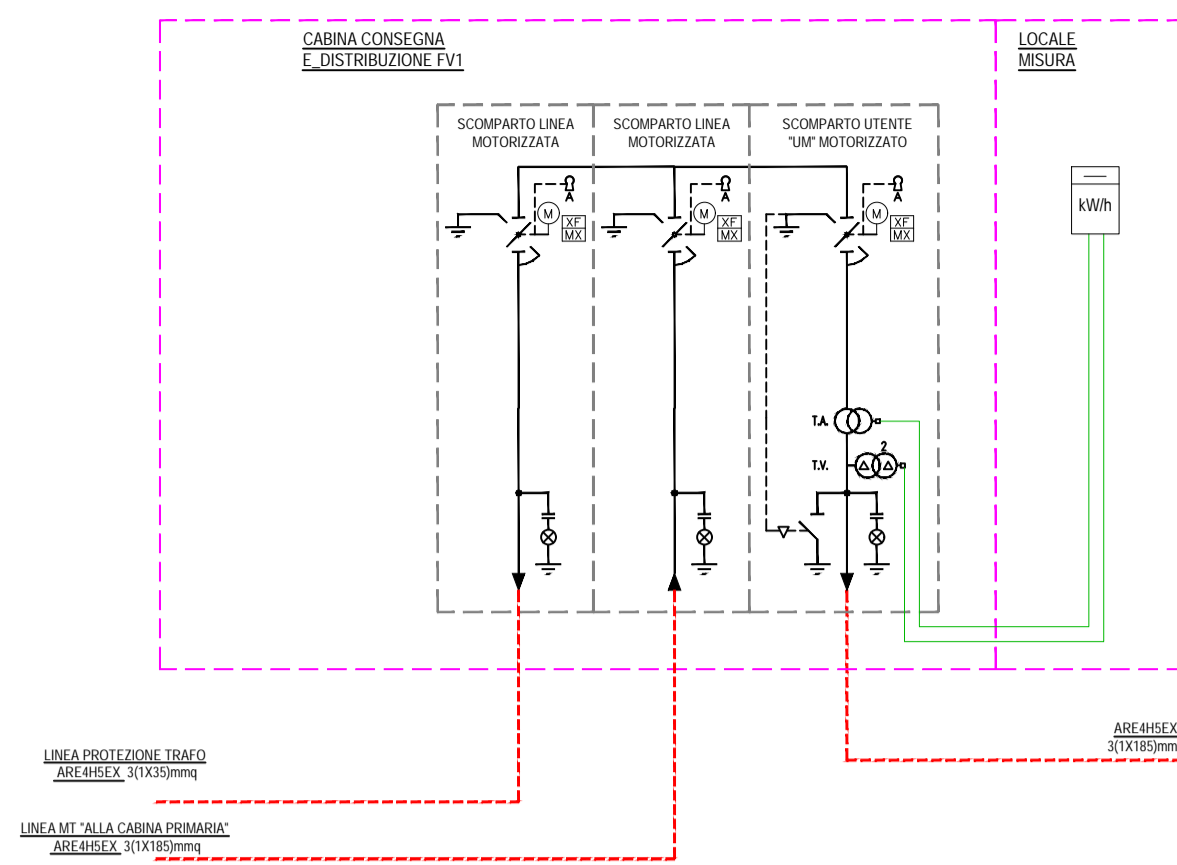 CABINA CONSEGNA
E_DISTRIBUZIONE FV1
LOCALE
MISURA
SCOMPARTO LINEA
MOTORIZZATA
SCOMPARTO LINEA
MOTORIZZATA
SCOMPARTO UTENTE
"UM" MOTORIZZATO
A
M
XF
MX
A
M
XF
MX
A
M
XF
MX
kW/h
T.A.
2
T.V.
LINEA PROTEZIONE TRAFO
ARE4H5EX 3(1X35)mmq
LINEA MT "ALLA CABINA PRIMARIA"
ARE4H5EX 3(1X185)mmq
ARE4H5EX
3(1X185)mm